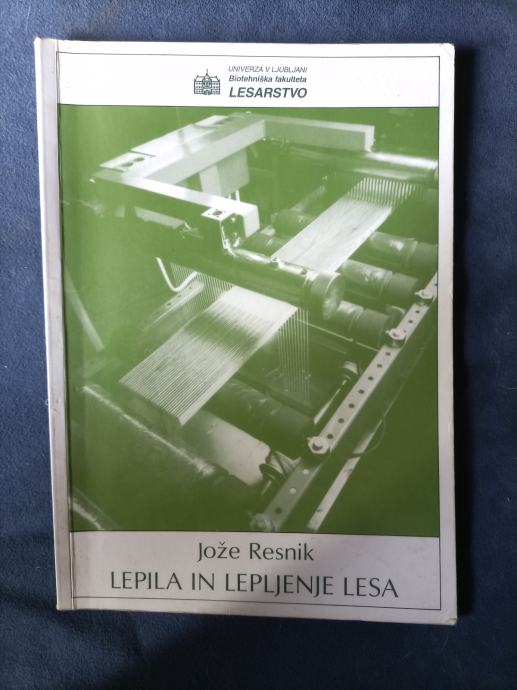 UNIVERZA V LJUBLJANI
Biotehniška fakulteta
LESARSTVO
Jože Resnik
LEPILA IN LEPLJENJE LESA